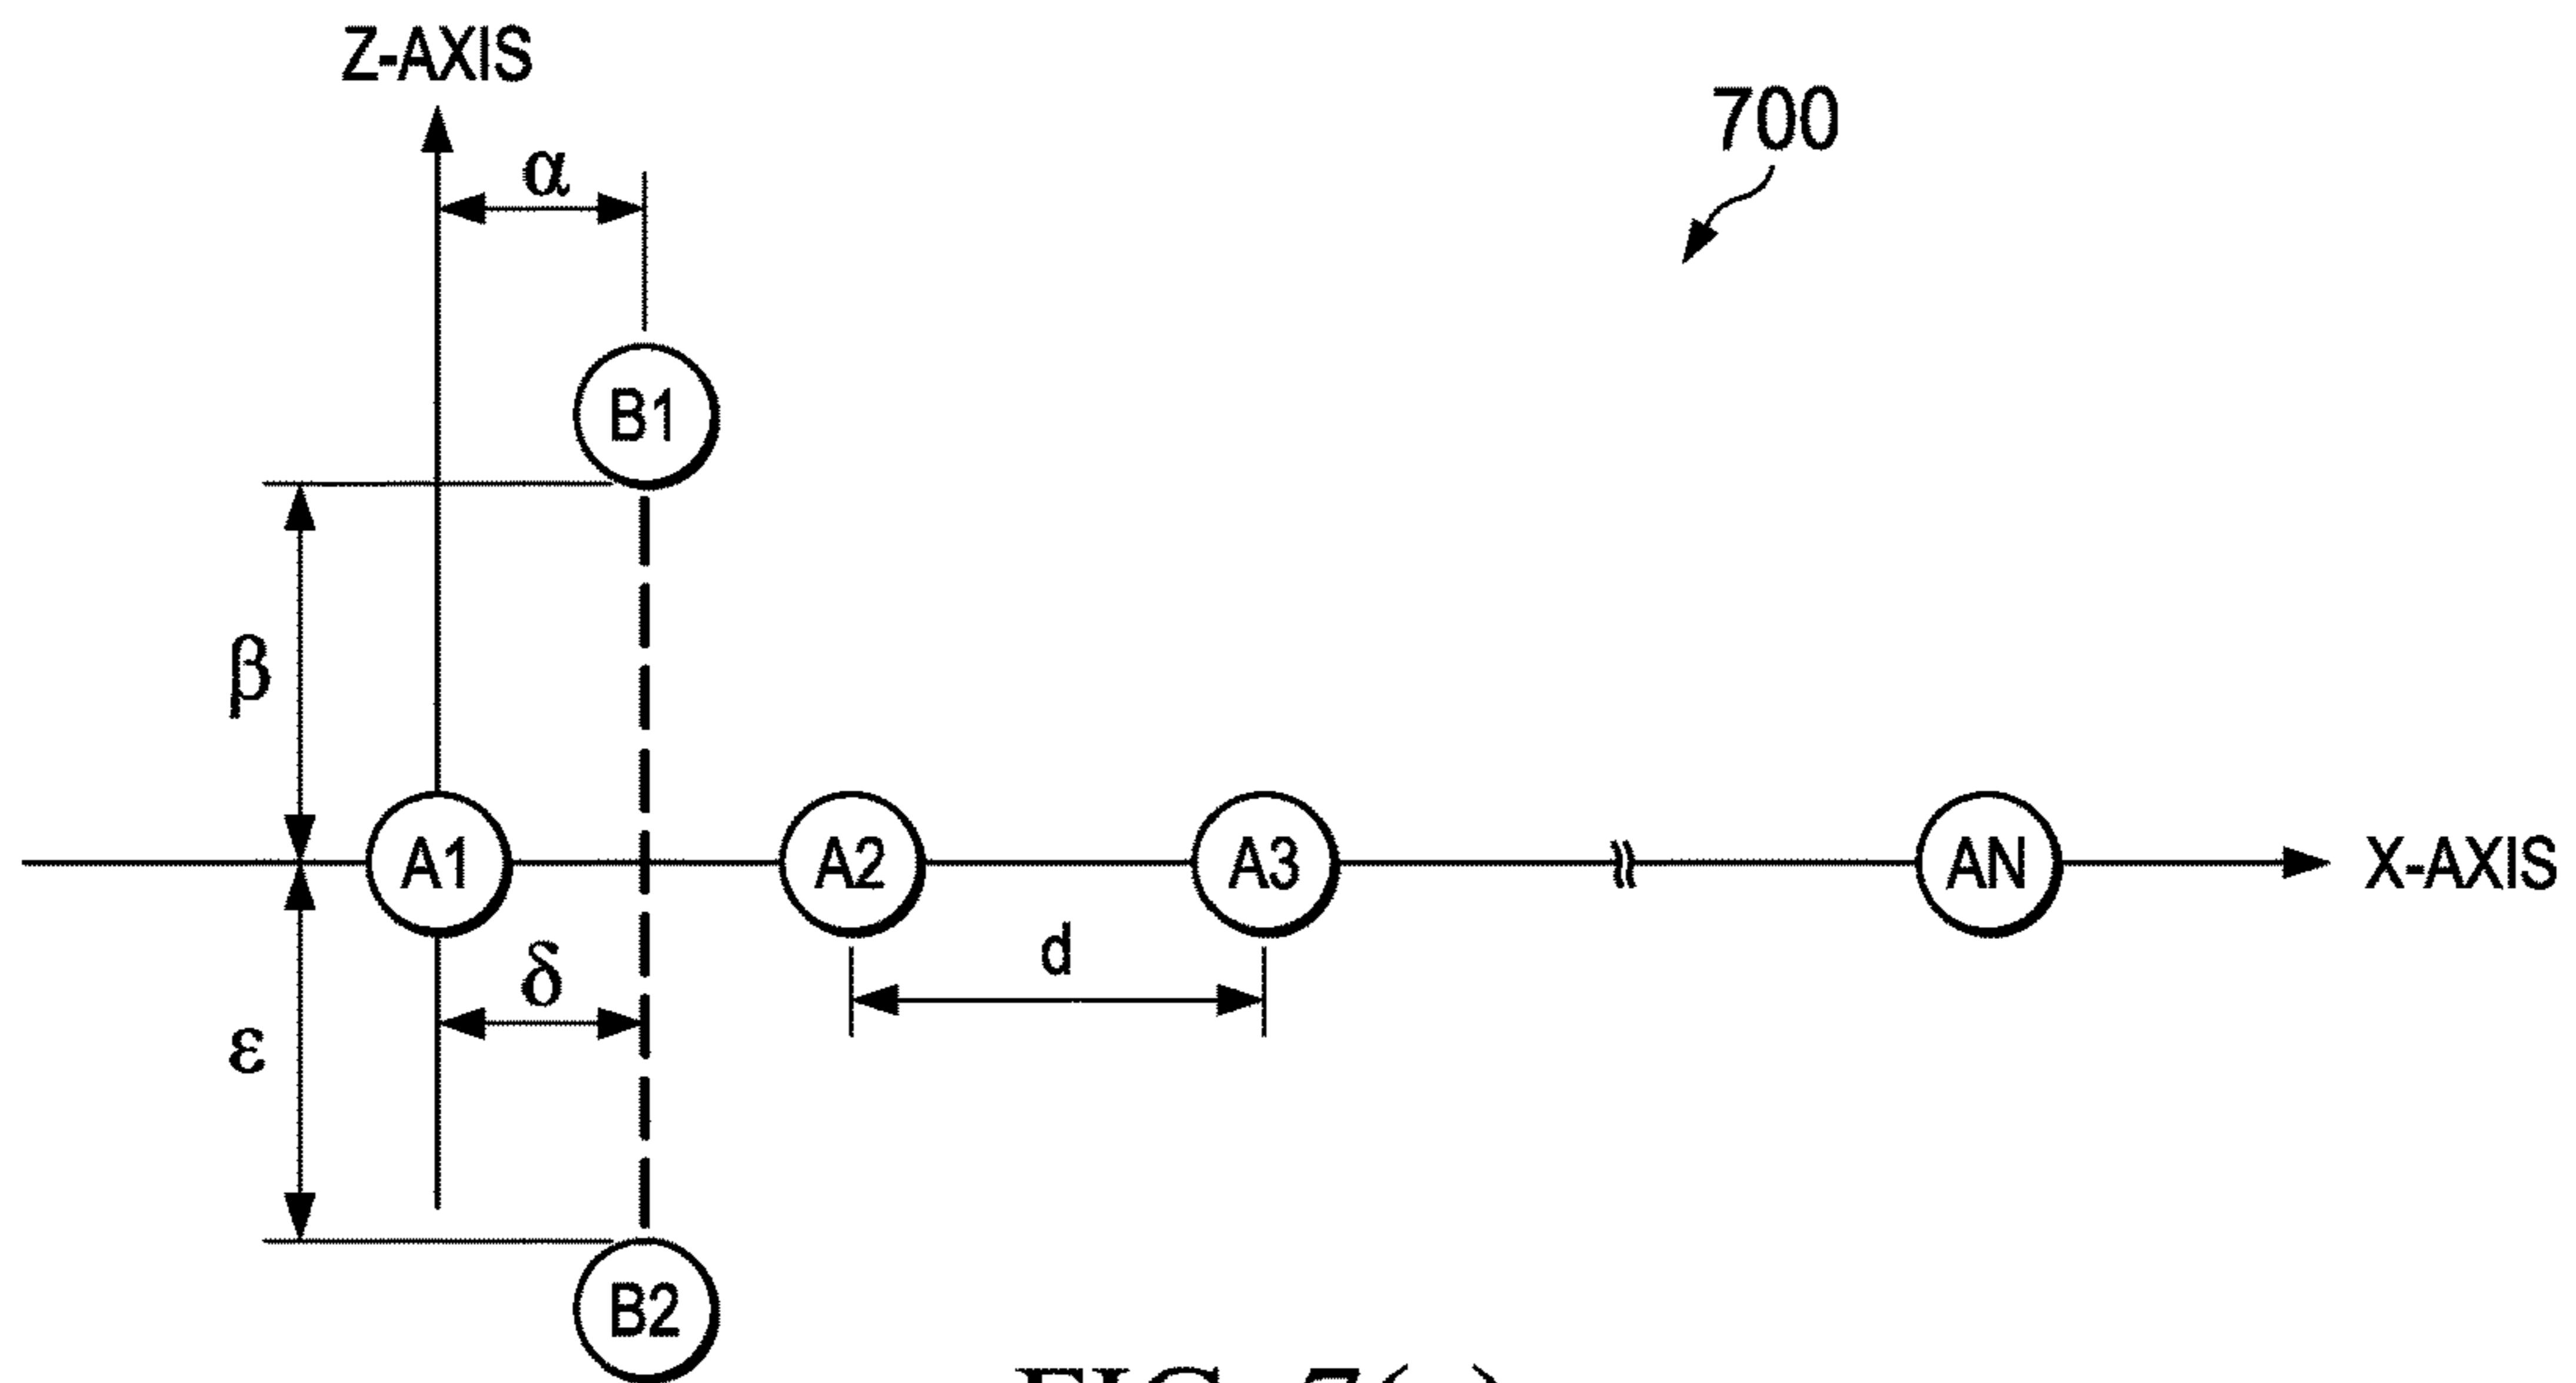 Z-AXIS
700
α
B1
β
A1
A2
A3
AN
X-AXIS
δ
d
ε
B2